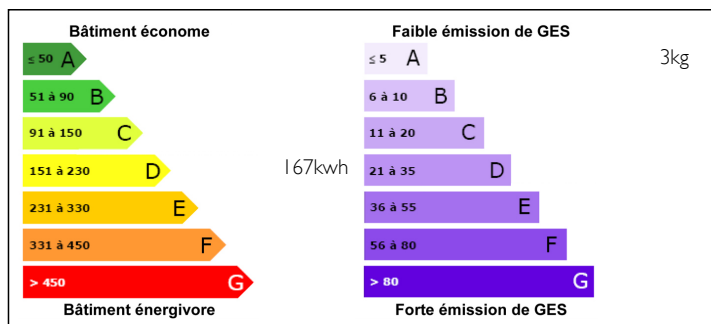 Bâtiment économe
≤ 50 A
51 à 90 B
91 à 150 C
151 à 230 D
167kwh
231 à 330 E
331 à 450 F
> 450 G
Bâtiment énergivore
Faible émission de GES
≤ 5 A
3kg
6 à 10 B
11 à 20 C
21 à 35 D
36 à 55 E
56 à 80 F
> 80 G
Forte émission de GES